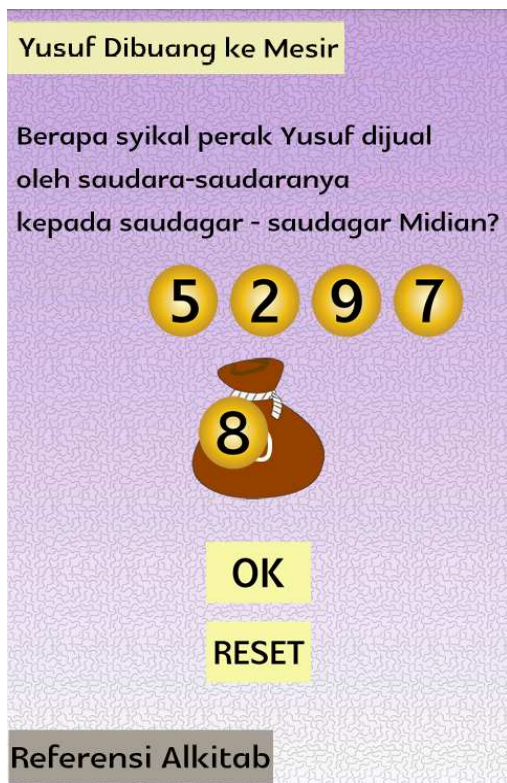 Yusuf Dibuang ke Mesir
Berapa syikal perak Yusuf dijual
oleh saudara-saudaranya
kepada saudagar - saudagar Midian?
5 2 9 7
8
OK
RESET
Referensi Alkitab